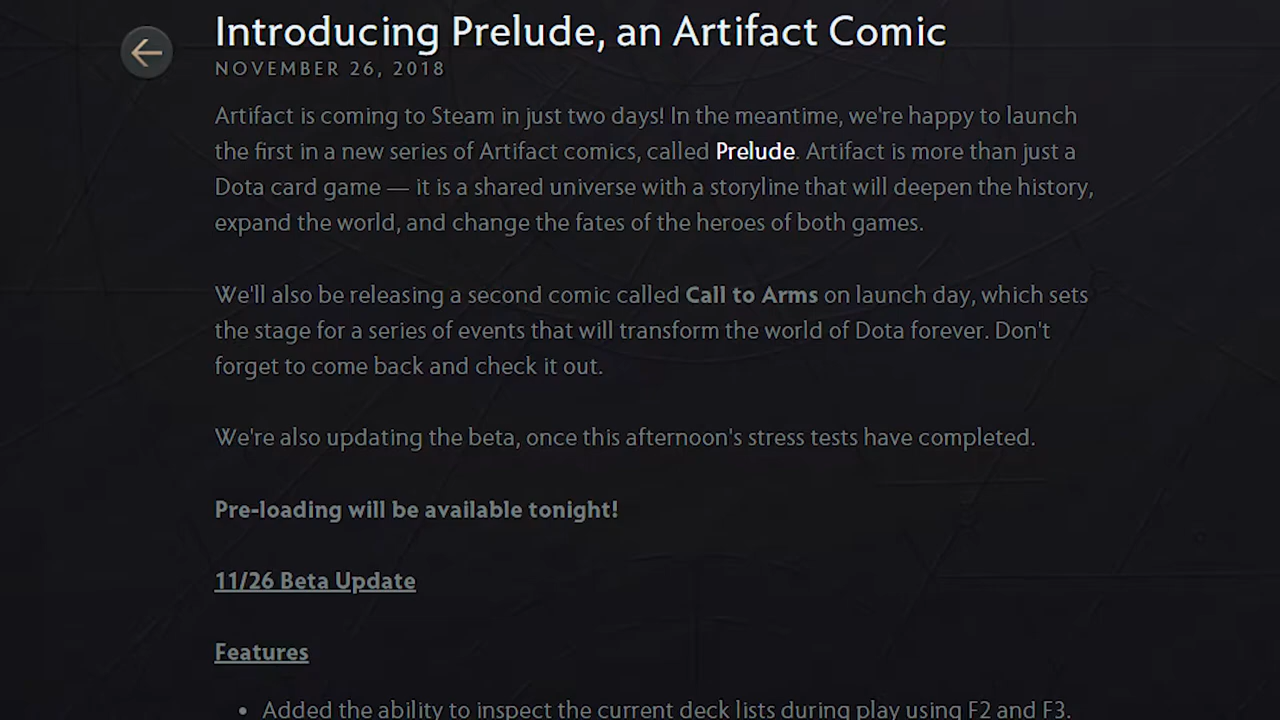 Introducing Prelude, an Artifact Comic
NOVEMBER 26, 2018
Artifact is coming to Steam in just two days! In the meantime, we're happy to launch
the first in a new series of Artifact comics, called Prelude. Artifact is more than just a
Dota card game — it is a shared universe with a storyline that will deepen the history,
expand the world, and change the fates of the heroes of both games.
We'll also be releasing a second comic called Call to Arms on launch day, which sets
the stage for a series of events that will transform the world of Dota forever. Don't
forget to come back and check it out.
We're also updating the beta, once this afternoon's stress tests have completed.
Pre-loading will be available tonight!
11/26 Beta Update
Features
• Added the ability to inspect the current deck lists during play using F2 and F3.